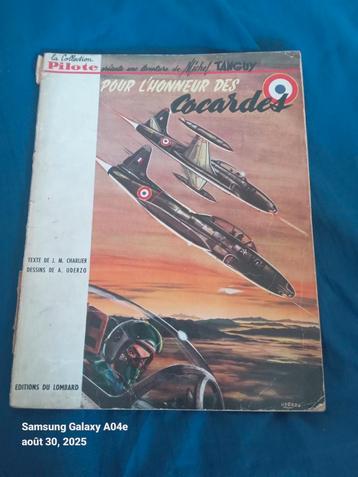 la Collection
Pilote
présente une Aventure de Michel TANGUY
POUR L'HONNEUR DES
Cocardes
TEXTE DE J. M. CHARLIER
DESSINS DE A. UDERZO
EDITIONS DU LOMBARD
UDERZO
Samsung Galaxy A04e
août 30, 2025